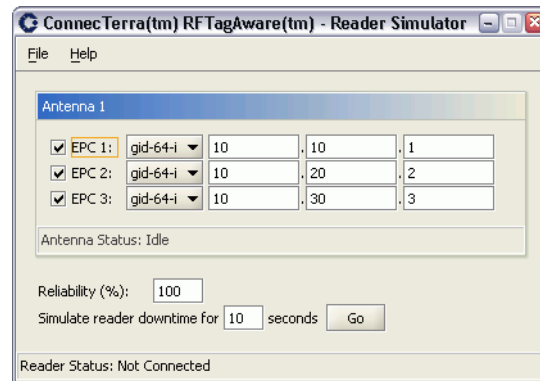 ConnecTerra(tm) RFTagAware(tm) - Reader Simulator
File Help
Antenna 1
EPC 1: gid-64-i 10 . 10 . 1
EPC 2: gid-64-i 10 . 20 . 2
EPC 3: gid-64-i 10 . 30 . 3
Antenna Status: Idle
Reliability (%): 100
Simulate reader downtime for 10 seconds Go
Reader Status: Not Connected